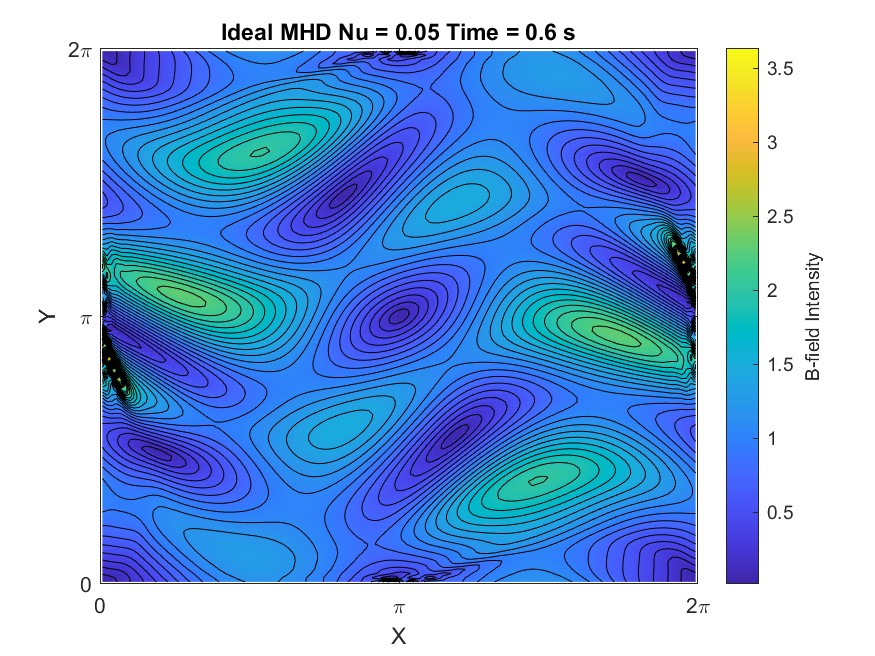 Ideal MHD Nu = 0.05 Time = 0.6 s
2π
π
0
Y
0
π
2π
X
3.5
3
2.5
2
1.5
1
0.5
B-field Intensity